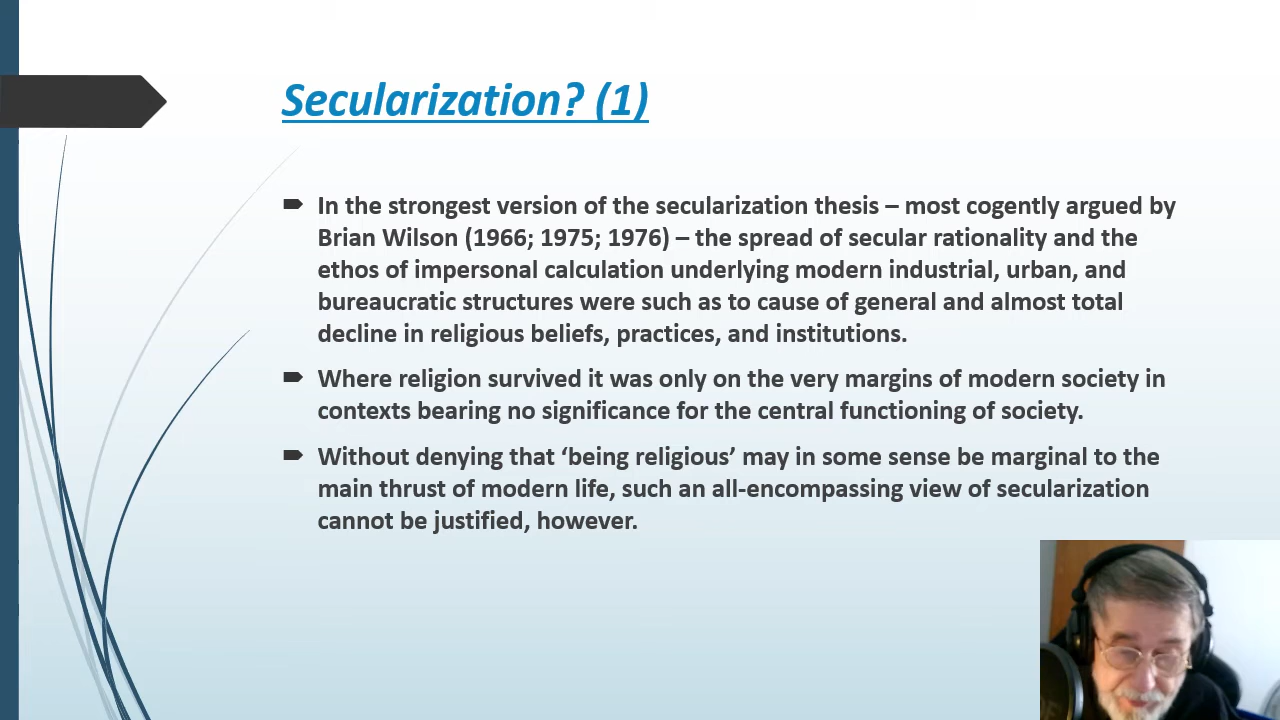 Secularization? (1)
In the strongest version of the secularization thesis – most cogently argued by
Brian Wilson (1966; 1975; 1976) – the spread of secular rationality and the
ethos of impersonal calculation underlying modern industrial, urban, and
bureaucratic structures were such as to cause of general and almost total
decline in religious beliefs, practices, and institutions.
Where religion survived it was only on the very margins of modern society in
contexts bearing no significance for the central functioning of society.
Without denying that ‘being religious’ may in some sense be marginal to the
main thrust of modern life, such an all-encompassing view of secularization
cannot be justified, however.